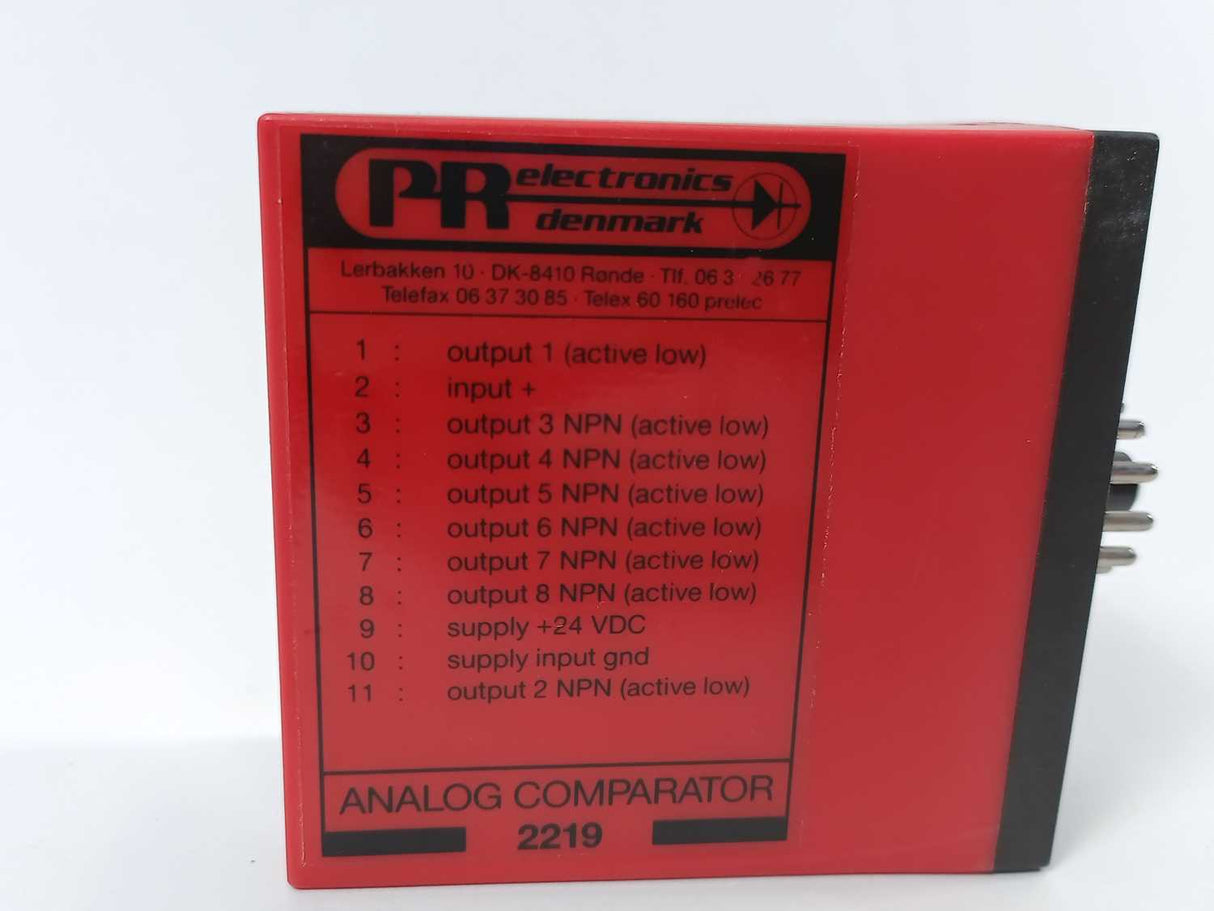 PR electronics
denmark
Lerbakken 10 · DK-8410 Rønde · Tlf. 06 3 26 77
Telefax 06 37 30 85 · Telex 60 160 prelec
1 : output 1 (active low)
2 : input +
3 : output 3 NPN (active low)
4 : output 4 NPN (active low)
5 : output 5 NPN (active low)
6 : output 6 NPN (active low)
7 : output 7 NPN (active low)
8 : output 8 NPN (active low)
9 : supply +24 VDC
10 : supply input gnd
11 : output 2 NPN (active low)
ANALOG COMPARATOR
2219